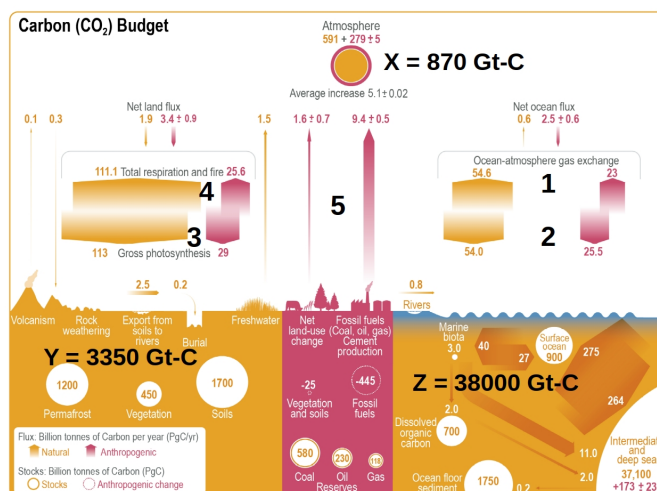 Carbon (CO₂) Budget
Atmosphere
591 + 279 ± 5
X = 870 Gt-C
Average increase 5.1 ± 0.02
Net land flux
Net ocean flux
0.1
0.3
1.9
3.4 ± 0.9
1.5
1.6 ± 0.7
9.4 ± 0.5
0.6
2.5 ± 0.6
111.1 Total respiration and fire 25.6
Ocean-atmosphere gas exchange
54.6
1
23
4
5
3
2
113
Gross photosynthesis
29
54.0
25.5
2.5
0.2
0.8
Rivers
Volcanism
Rock
weathering
Export from
soils to
rivers
Burial
Freshwater
Net
land-use
change
Fossil fuels
(Coal, oil, gas)
Cement
production
Marine
biota
3.0
40
27
Surface
ocean
900
275
264
Y = 3350 Gt-C
Z = 38000 Gt-C
1200
Permafrost
450
Vegetation
1700
Soils
-25
Vegetation
and soils
-445
Fossil
fuels
2.0
Dissolved
organic
carbon
700
11.0
2.0
Intermedia
and
deep sea
37,100
+173 ± 23
Flux: Billion tonnes of Carbon per year (PgC/yr)
Natural
Anthropogenic
Stocks: Billion tonnes of Carbon (PgC)
Stocks
Anthropogenic change
580
Coal
230
Oil
118
Gas
Reserves
Ocean floor
sediment
1750
0.2